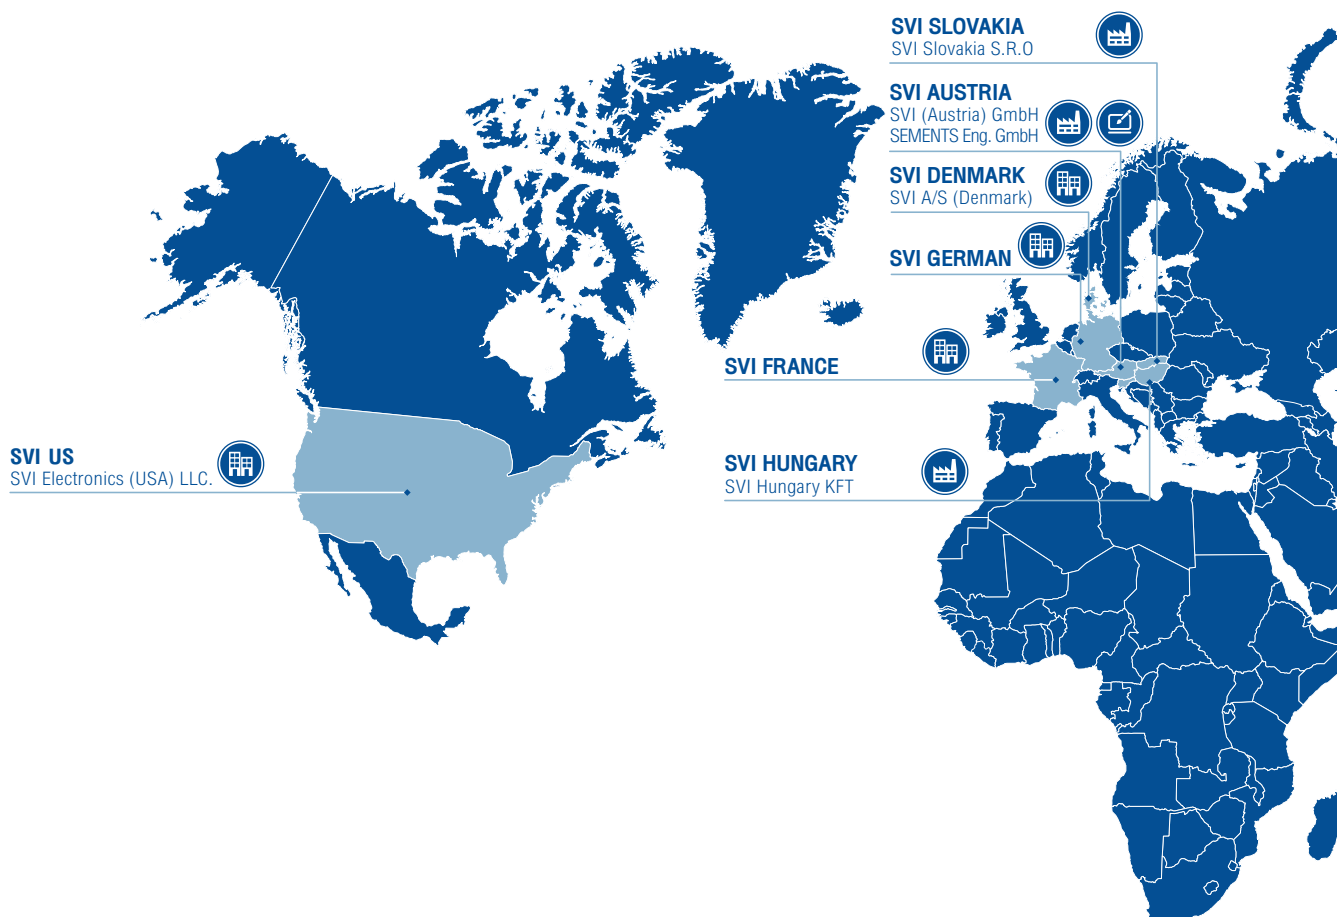 SVI SLOVAKIA
SVI Slovakia S.R.O
SVI AUSTRIA
SVI (Austria) GmbH
SEMENTS Eng. GmbH
SVI DENMARK
SVI A/S (Denmark)
SVI GERMAN
SVI FRANCE
SVI US
SVI Electronics (USA) LLC.
SVI HUNGARY
SVI Hungary KFT